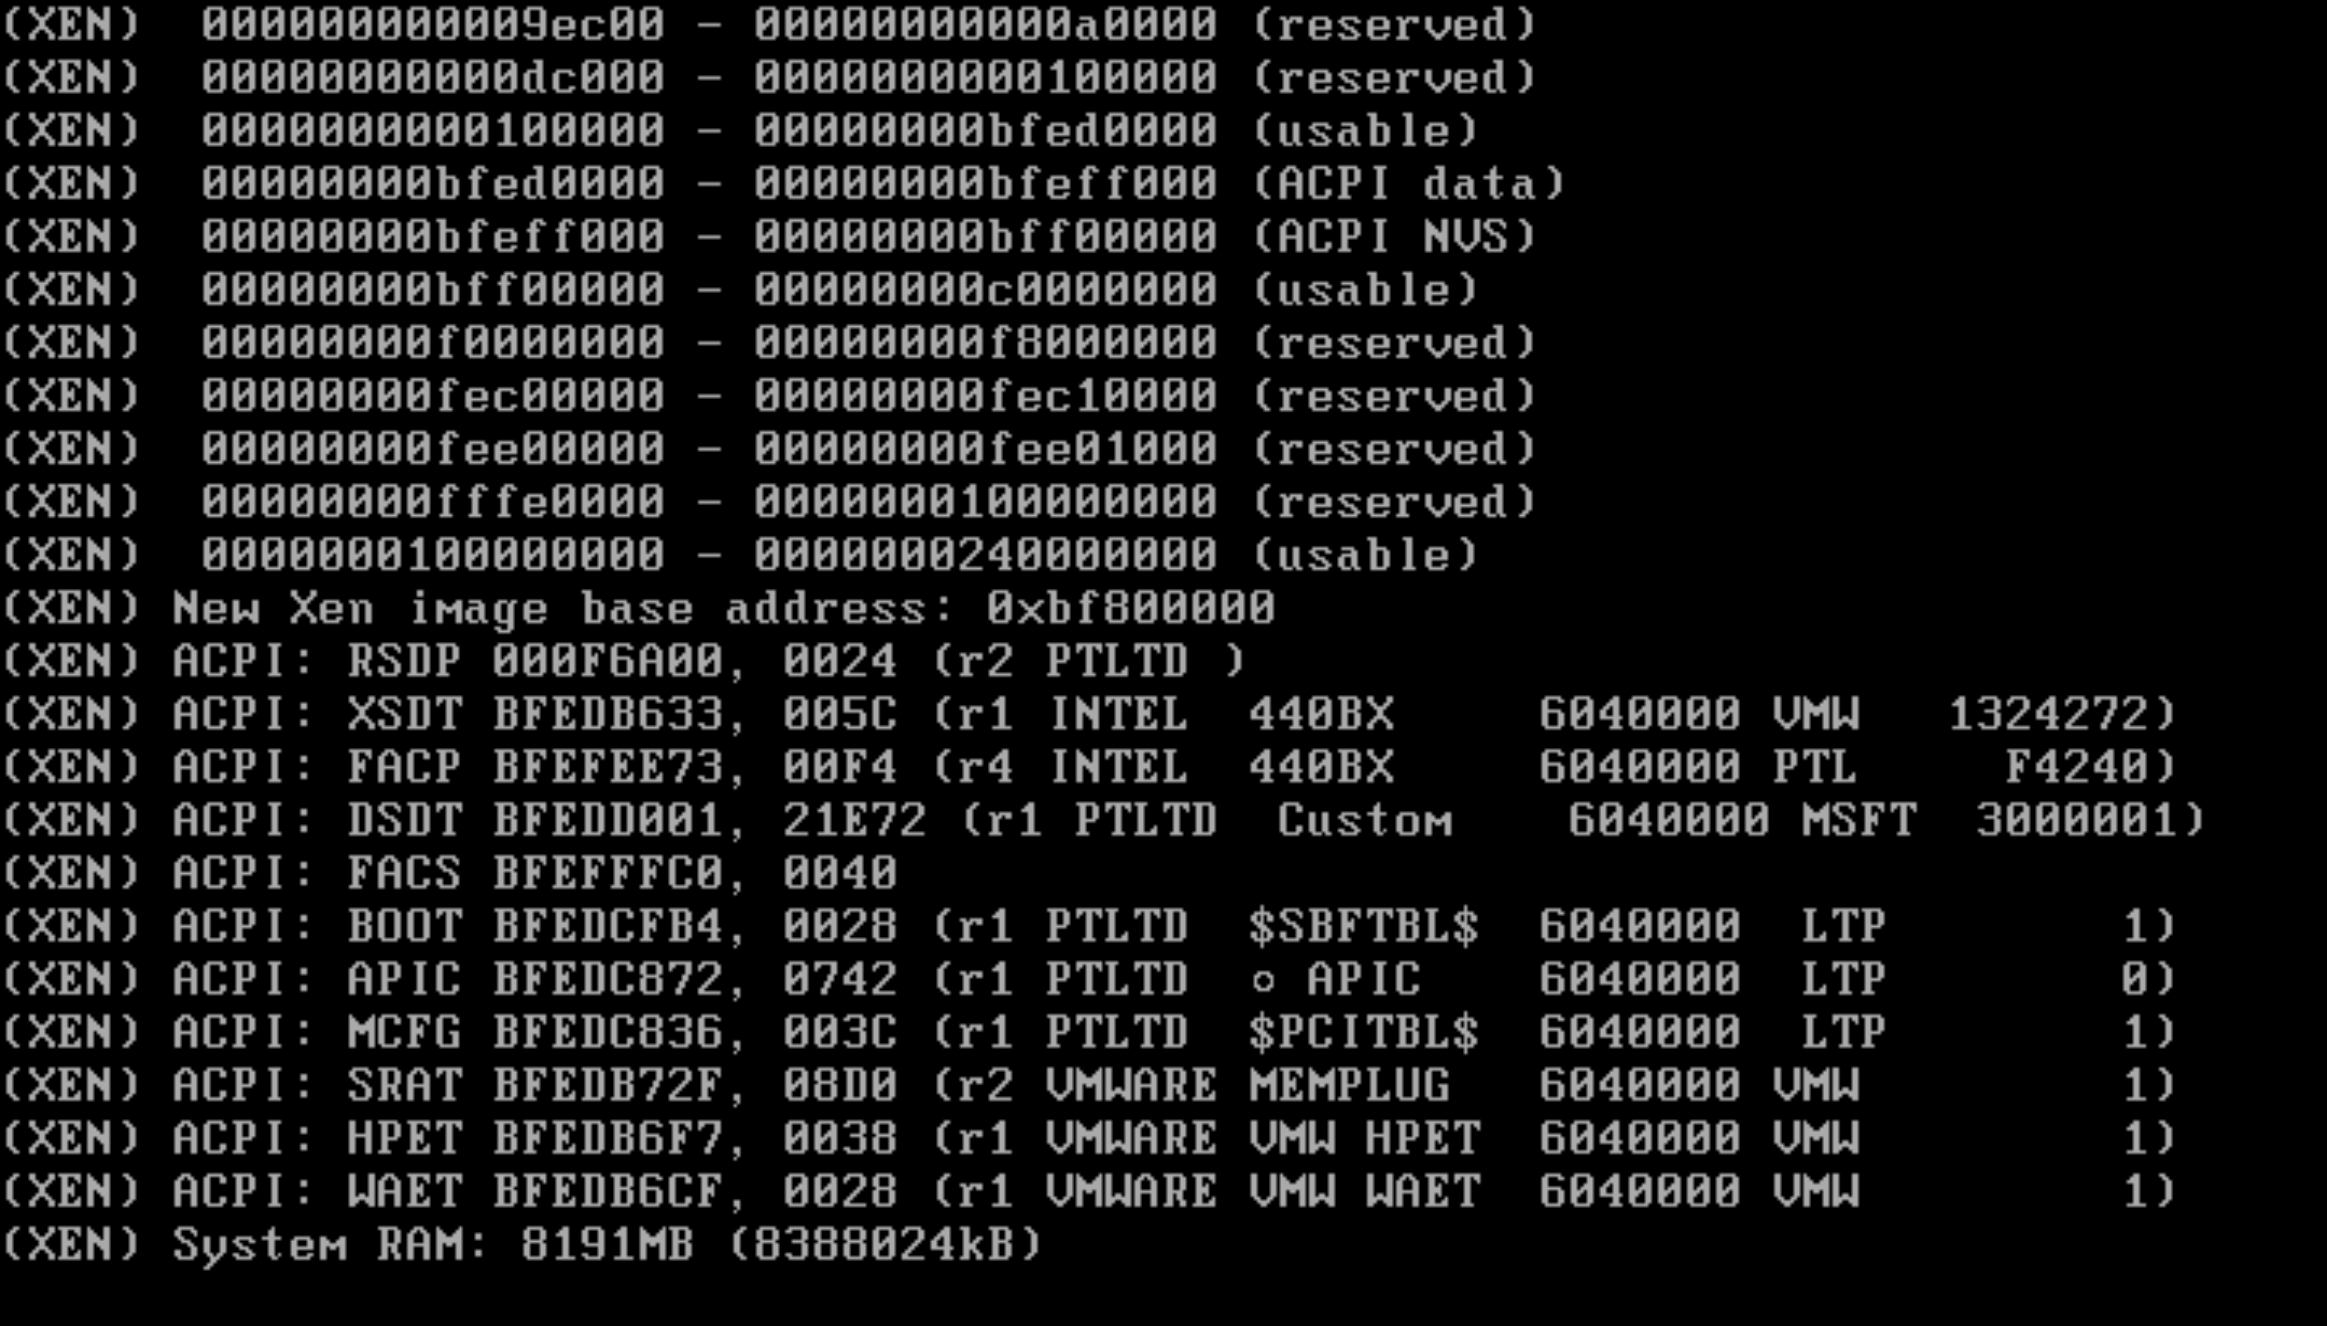 (XEN)  000000000009ec00 - 00000000000a0000 (reserved)
(XEN)  00000000000dc000 - 0000000000100000 (reserved)
(XEN)  0000000000100000 - 00000000bfed0000 (usable)
(XEN)  00000000bfed0000 - 00000000bfeff000 (ACPI data)
(XEN)  00000000bfeff000 - 00000000bff00000 (ACPI NVS)
(XEN)  00000000bff00000 - 00000000c0000000 (usable)
(XEN)  00000000f0000000 - 00000000f8000000 (reserved)
(XEN)  00000000fec00000 - 00000000fec10000 (reserved)
(XEN)  00000000fee00000 - 00000000fee01000 (reserved)
(XEN)  00000000fffe0000 - 0000000100000000 (reserved)
(XEN)  0000000100000000 - 0000000240000000 (usable)
(XEN) New Xen image base address: 0xbf800000
(XEN) ACPI: RSDP 000F6A00, 0024 (r2 PTLTD )
(XEN) ACPI: XSDT BFEDB633, 005C (r1 INTEL  440BX     6040000 VMW   1324272)
(XEN) ACPI: FACP BFEFEE73, 00F4 (r4 INTEL  440BX     6040000 PTL     F4240)
(XEN) ACPI: DSDT BFEDD001, 21E72 (r1 PTLTD  Custom    6040000 MSFT  3000001)
(XEN) ACPI: FACS BFEFFFC0, 0040
(XEN) ACPI: BOOT BFEDCFB4, 0028 (r1 PTLTD  $SBFTBL$  6040000  LTP        1)
(XEN) ACPI: APIC BFEDC872, 0742 (r1 PTLTD  ◦ APIC    6040000  LTP        0)
(XEN) ACPI: MCFG BFEDC836, 003C (r1 PTLTD  $PCITBL$  6040000  LTP        1)
(XEN) ACPI: SRAT BFEDB72F, 08D0 (r2 VMWARE MEMPLUG   6040000 VMW         1)
(XEN) ACPI: HPET BFEDB6F7, 0038 (r1 VMWARE VMW HPET  6040000 VMW         1)
(XEN) ACPI: WAET BFEDB6CF, 0028 (r1 VMWARE VMW WAET  6040000 VMW         1)
(XEN) System RAM: 8191MB (8388024kB)